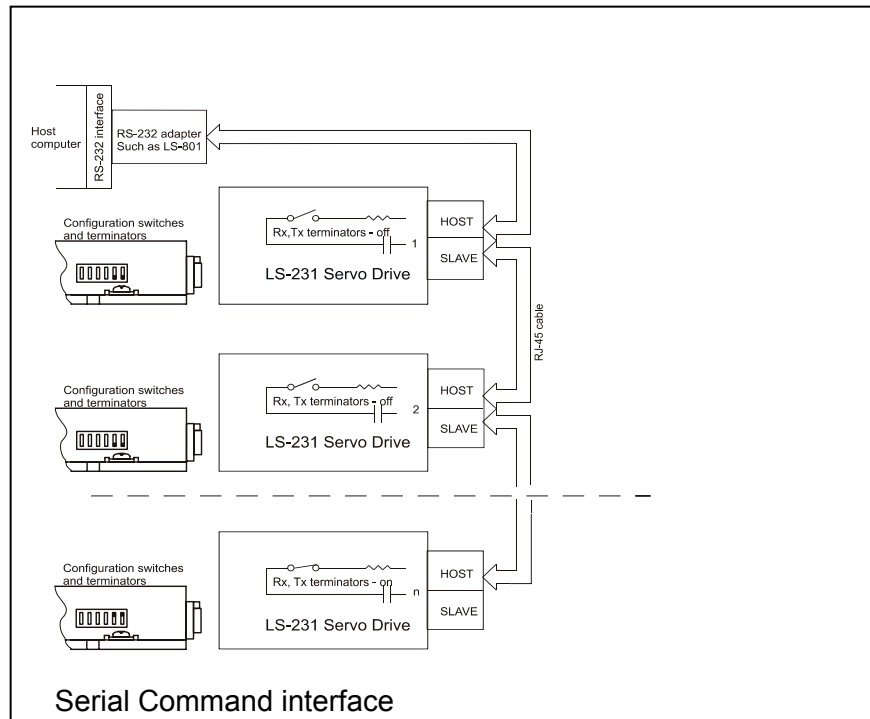 Host
computer
RS-232 interface
RS-232 adapter
Such as LS-801
Configuration switches
and terminators
Rx,Tx terminators - off
1
LS-231 Servo Drive
HOST
SLAVE
RJ-45 cable
Configuration switches
and terminators
Rx, Tx terminators - off
2
LS-231 Servo Drive
HOST
SLAVE
Configuration switches
and terminators
Rx, Tx terminators - on
n
LS-231 Servo Drive
HOST
SLAVE
Serial Command interface